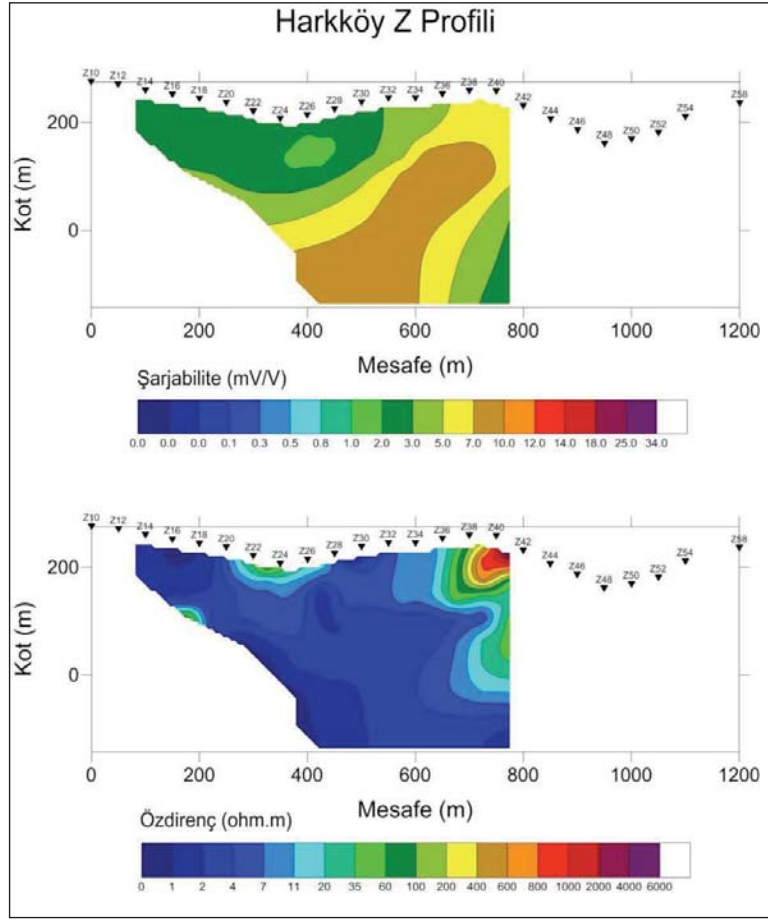 Harkköy Z Profili
Z10 Z12 Z14 Z16 Z18 Z20 Z22 Z24 Z26 Z28 Z30 Z32 Z34 Z36 Z38 Z40 Z42 Z44 Z46 Z48 Z50 Z52 Z54 Z58
200
0
Kot (m)
0 200 400 600 800 1000 1200
Mesafe (m)
Şarjabilite (mV/V)
0.0 0.0 0.0 0.1 0.3 0.5 0.8 1.0 2.0 3.0 5.0 7.0 10.0 12.0 14.0 18.0 25.0 34.0
Z10 Z12 Z14 Z16 Z18 Z20 Z22 Z24 Z26 Z28 Z30 Z32 Z34 Z36 Z38 Z40 Z42 Z44 Z46 Z48 Z50 Z52 Z54 Z58
200
0
Kot (m)
0 200 400 600 800 1000 1200
Mesafe (m)
Özdirenç (ohm.m)
0 1 2 4 7 11 20 35 60 100 200 400 600 800 1000 2000 4000 6000